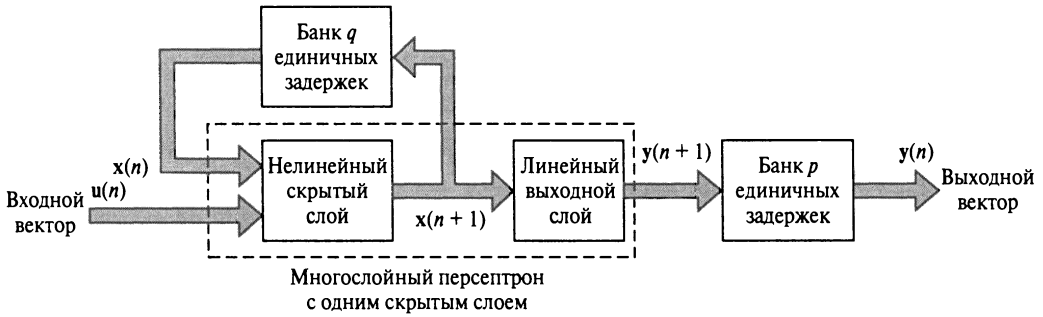 Банк q
единичных
задержек
x(n)
u(n)
Входной
вектор
Нелинейный
скрытый
слой
x(n + 1)
Линейный
выходной
слой
y(n + 1)
Банк p
единичных
задержек
y(n)
Выходной
вектор
Многослойный персептрон
с одним скрытым слоем